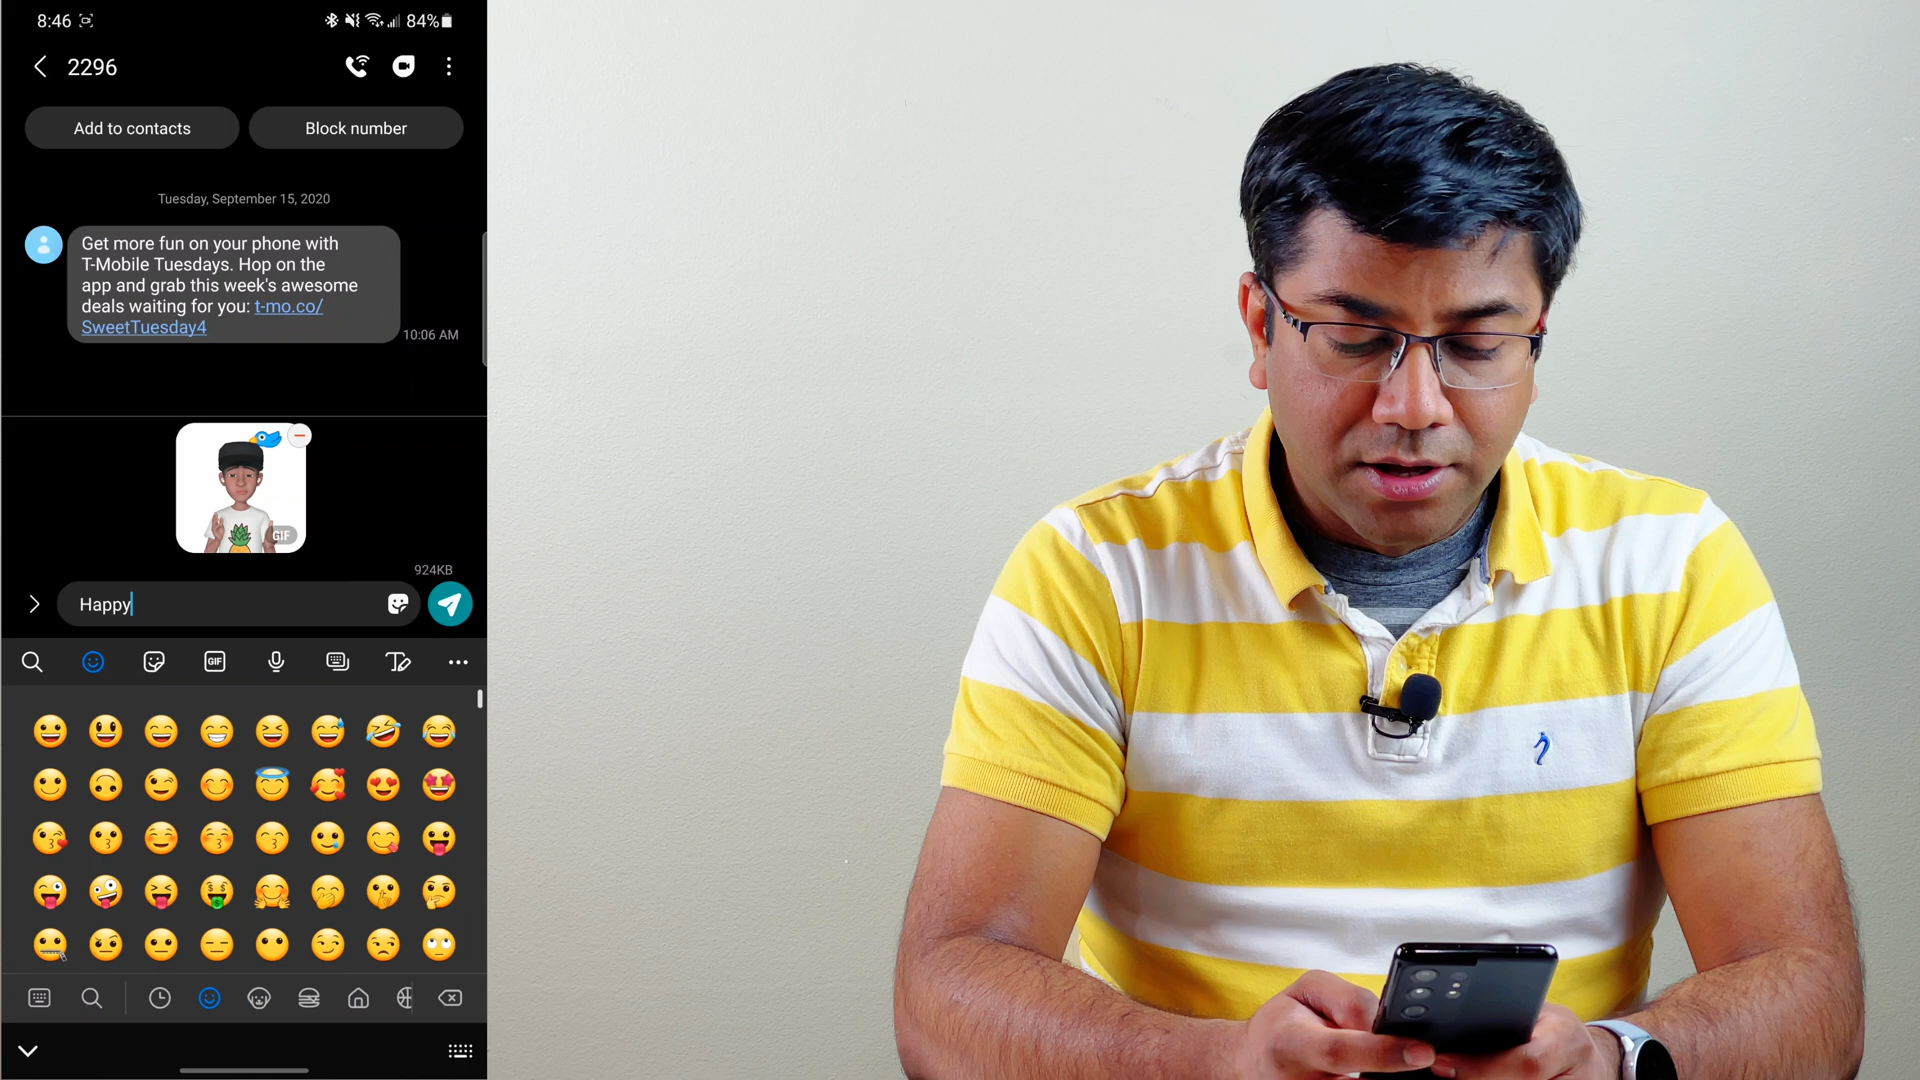 8:46
84%
2296
Add to contacts
Block number
Tuesday, September 15, 2020
Get more fun on your phone with
T-Mobile Tuesdays. Hop on the
app and grab this week's awesome
deals waiting for you: t-mo.co/
SweetTuesday4
10:06 AM
GIF
924KB
Happy
GIF